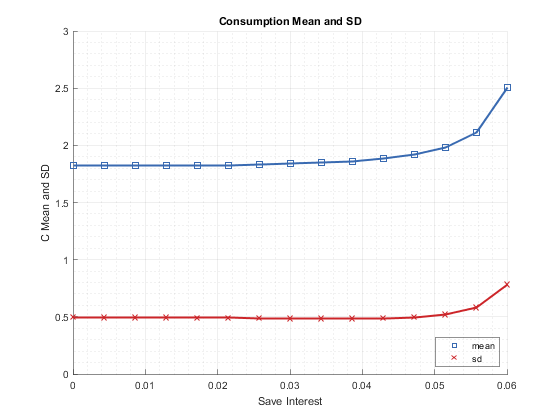 Consumption Mean and SD
3
2.5
2
1.5
1
0.5
0
C Mean and SD
0 0.01 0.02 0.03 0.04 0.05 0.06
Save Interest
mean
sd